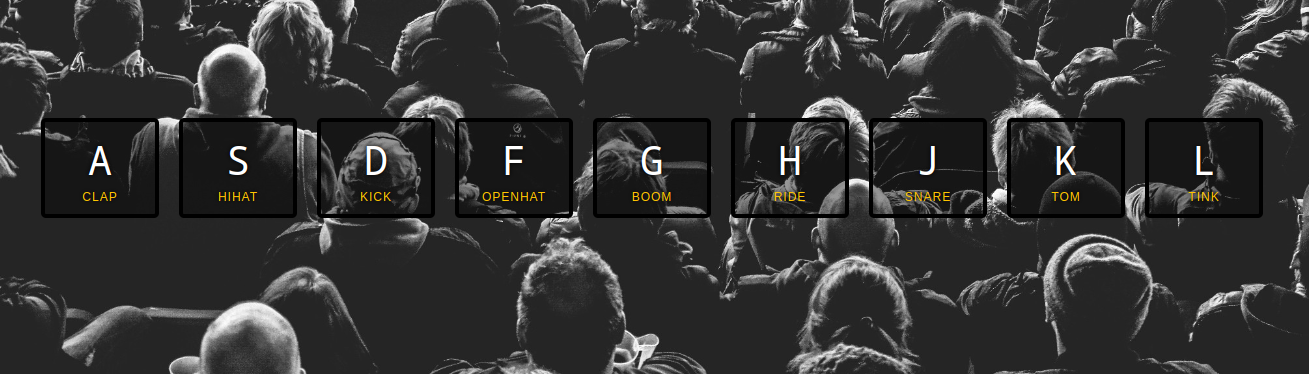 A S D F G H J K L
CLAP HIHAT KICK OPENHAT BOOM RIDE SNARE TOM TINK